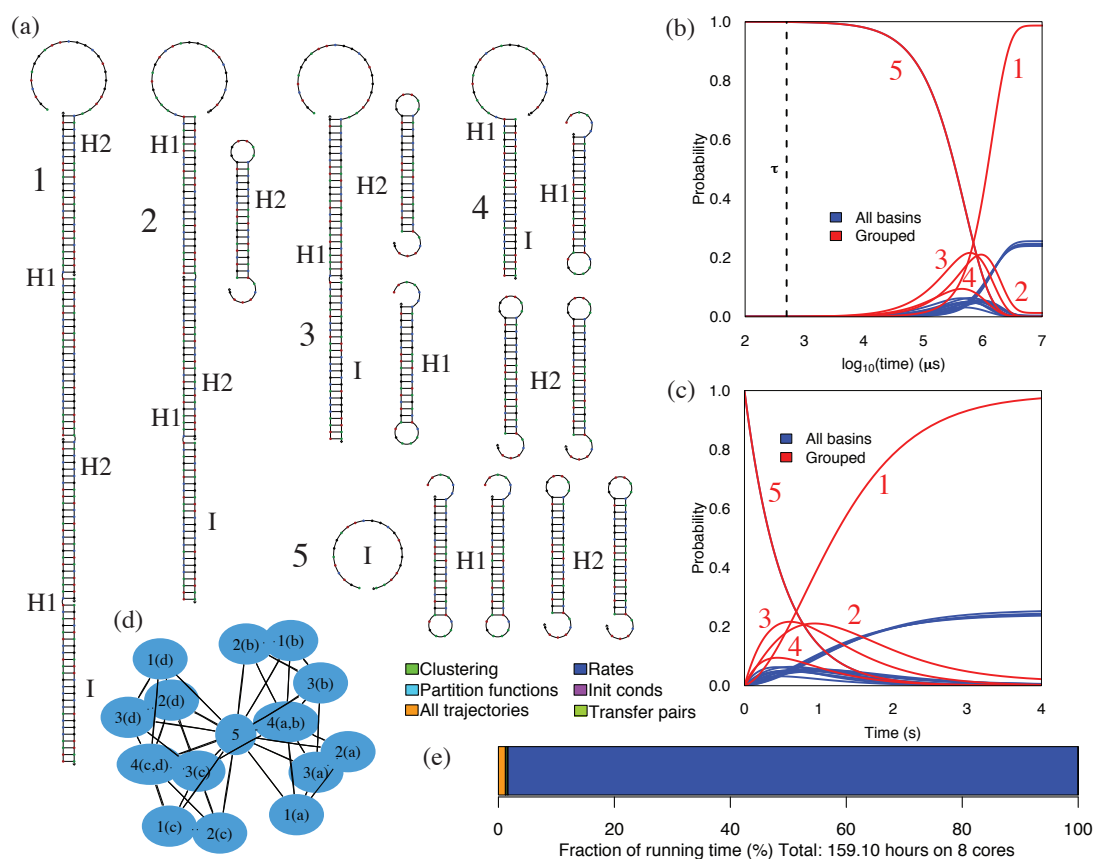 (a)
H2
1
H1
H2
H1
I
H1
2
H2
H2
H1
I
H2
H1
3
I
H1
H1
4
I
H1
H2
5
I
H1
H2
(b)
1.0
0.8
0.6
0.4
0.2
0.0
Probability
τ
5
1
3
4
2
All basins
Grouped
2 3 4 5 6 7
log10(time) (μs)
(c)
1.0
0.8
0.6
0.4
0.2
0.0
Probability
All basins
Grouped
5
1
3
2
4
0 1 2 3 4
Time (s)
(d)
1(d)
2(b)
1(b)
3(b)
2(d)
3(d)
5
4(a,b)
4(c,d)
3(c)
2(a)
3(a)
1(a)
1(c)
2(c)
Clustering
Rates
Partition functions
Init conds
All trajectories
Transfer pairs
(e)
0 20 40 60 80 100
Fraction of running time (%) Total: 159.10 hours on 8 cores